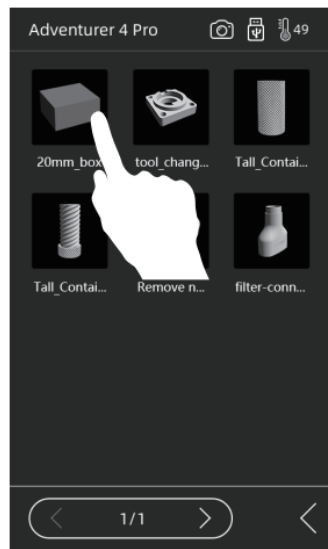 Adventurer 4 Pro 49
20mm_box tool_chang... Tall_Contai...
Tall_Contai... Remove n... filter-conn...
1/1